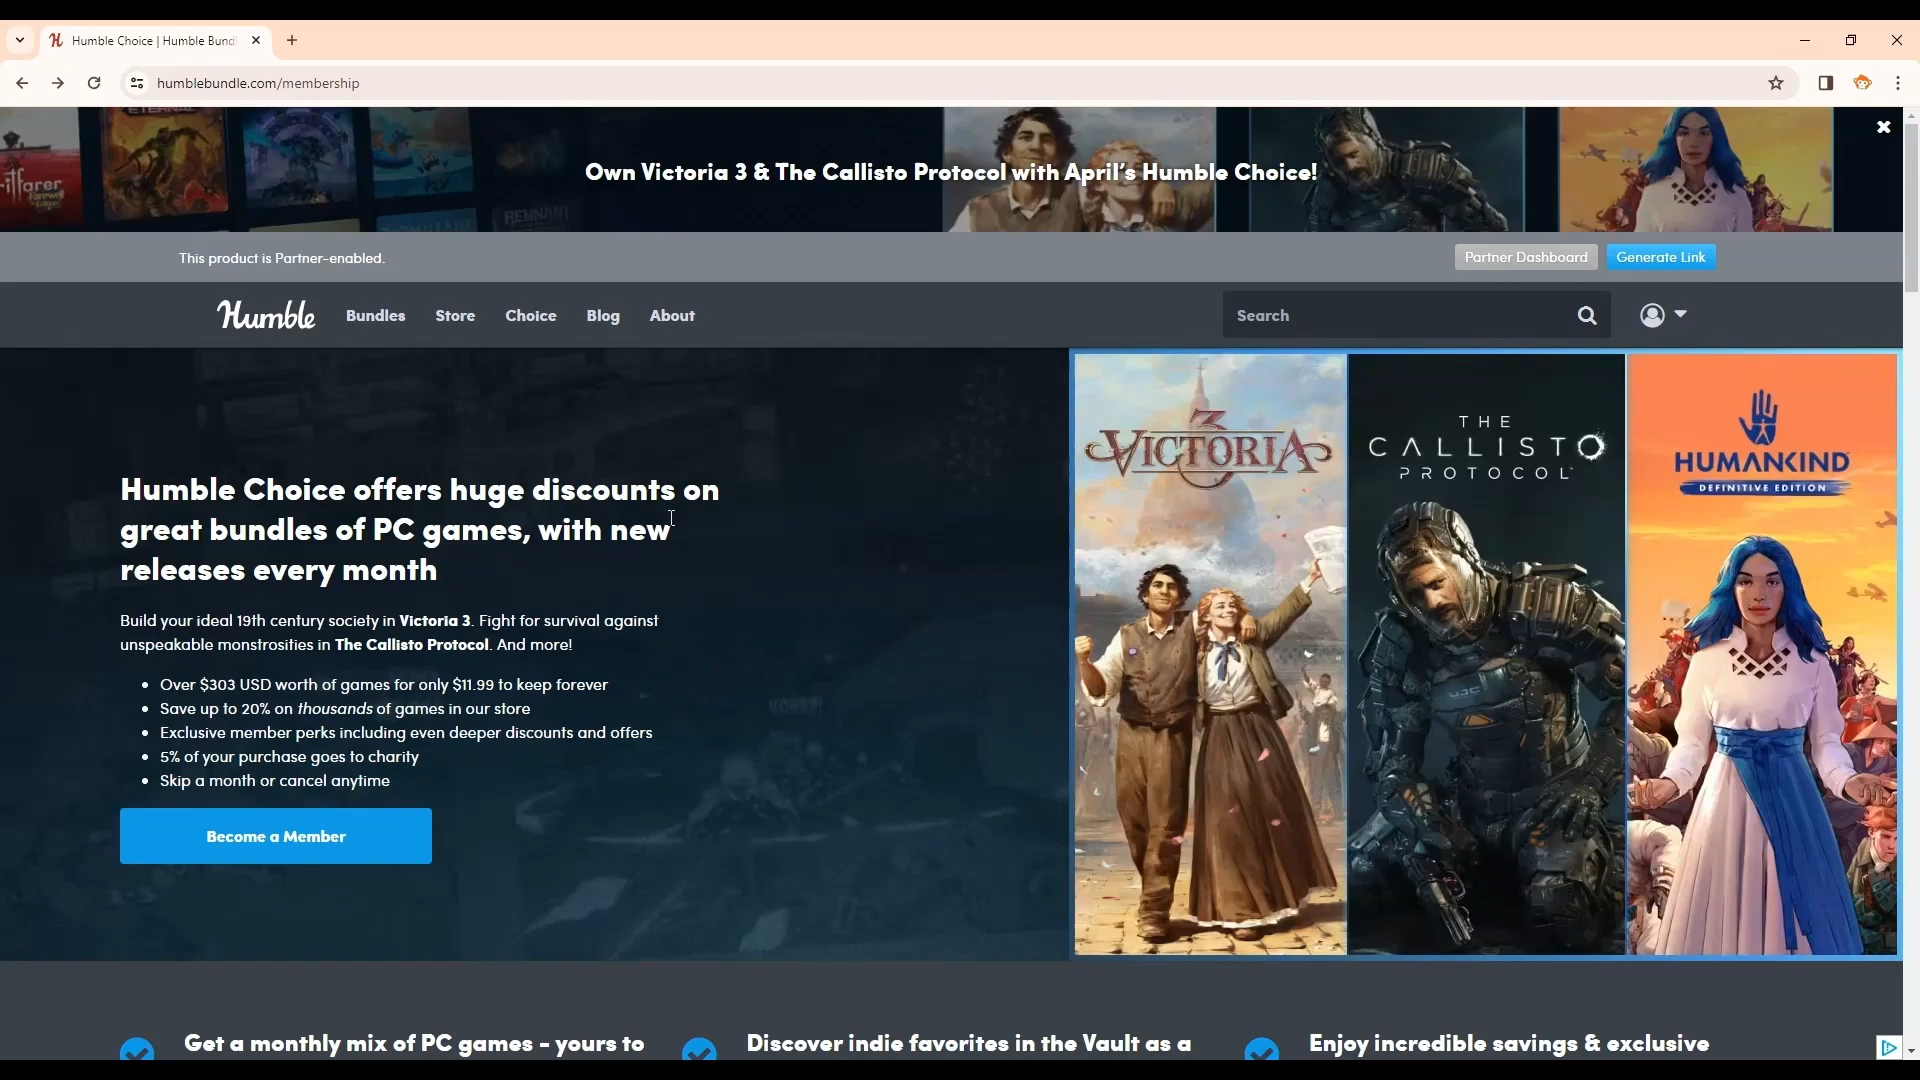 Humble Choice | Humble Bundl
humblebundle.com/membership
ETERNAL
itfarer
REMNANT
Own Victoria 3 & The Callisto Protocol with April's Humble Choice!
This product is Partner-enabled.
Partner Dashboard
Generate Link
Humble
Bundles
Store
Choice
Blog
About
Search
VICTORIA
3
THE
CALLISTO
PROTOCOL
HUMANKIND
DEFINITIVE EDITION
Humble Choice offers huge discounts on
great bundles of PC games, with new
releases every month
Build your ideal 19th century society in Victoria 3. Fight for survival against
unspeakable monstrosities in The Callisto Protocol. And more!
• Over $303 USD worth of games for only $11.99 to keep forever
• Save up to 20% on thousands of games in our store
• Exclusive member perks including even deeper discounts and offers
• 5% of your purchase goes to charity
• Skip a month or cancel anytime
Become a Member
Get a monthly mix of PC games - yours to
Discover indie favorites in the Vault as a
Enjoy incredible savings & exclusive